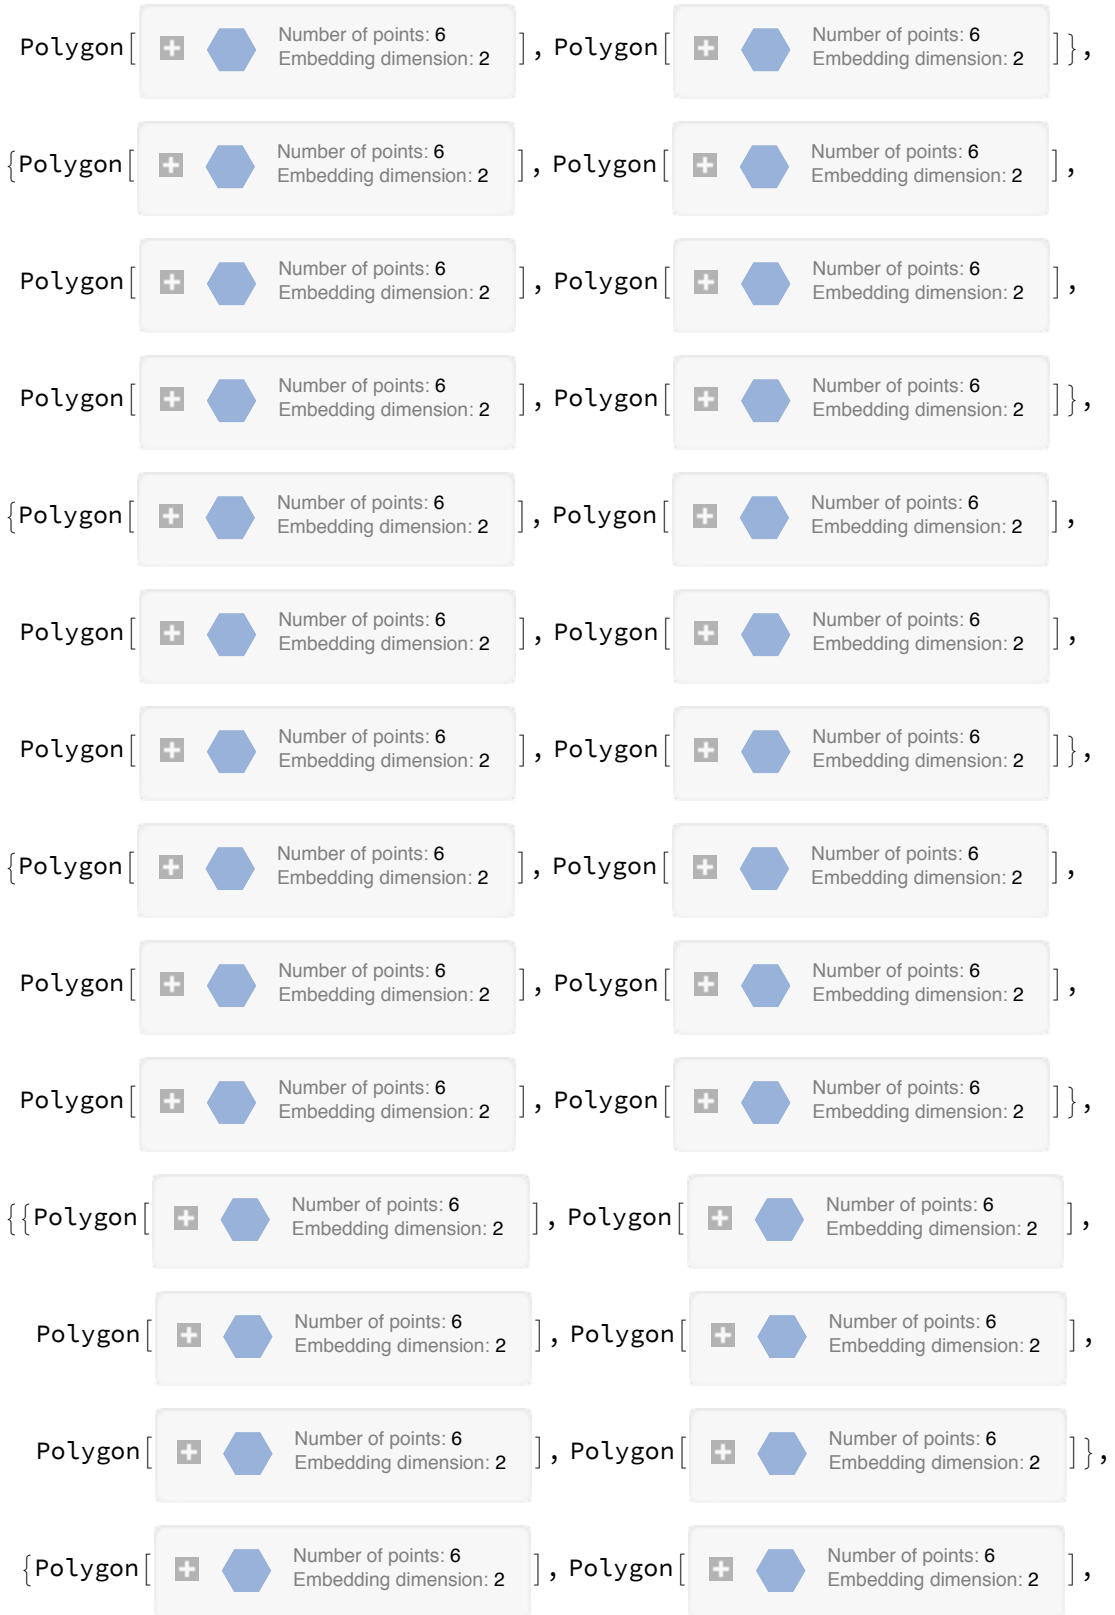 Polygon[ Number of points: 6 Embedding dimension: 2 ], Polygon[ Number of points: 6 Embedding dimension: 2 ]},
{Polygon[ Number of points: 6 Embedding dimension: 2 ], Polygon[ Number of points: 6 Embedding dimension: 2 ],
Polygon[ Number of points: 6 Embedding dimension: 2 ], Polygon[ Number of points: 6 Embedding dimension: 2 ],
Polygon[ Number of points: 6 Embedding dimension: 2 ], Polygon[ Number of points: 6 Embedding dimension: 2 ]},
{Polygon[ Number of points: 6 Embedding dimension: 2 ], Polygon[ Number of points: 6 Embedding dimension: 2 ],
Polygon[ Number of points: 6 Embedding dimension: 2 ], Polygon[ Number of points: 6 Embedding dimension: 2 ],
Polygon[ Number of points: 6 Embedding dimension: 2 ], Polygon[ Number of points: 6 Embedding dimension: 2 ]},
{Polygon[ Number of points: 6 Embedding dimension: 2 ], Polygon[ Number of points: 6 Embedding dimension: 2 ],
Polygon[ Number of points: 6 Embedding dimension: 2 ], Polygon[ Number of points: 6 Embedding dimension: 2 ],
Polygon[ Number of points: 6 Embedding dimension: 2 ], Polygon[ Number of points: 6 Embedding dimension: 2 ]},
{{Polygon[ Number of points: 6 Embedding dimension: 2 ], Polygon[ Number of points: 6 Embedding dimension: 2 ],
Polygon[ Number of points: 6 Embedding dimension: 2 ], Polygon[ Number of points: 6 Embedding dimension: 2 ],
Polygon[ Number of points: 6 Embedding dimension: 2 ], Polygon[ Number of points: 6 Embedding dimension: 2 ]},
{Polygon[ Number of points: 6 Embedding dimension: 2 ], Polygon[ Number of points: 6 Embedding dimension: 2 ],